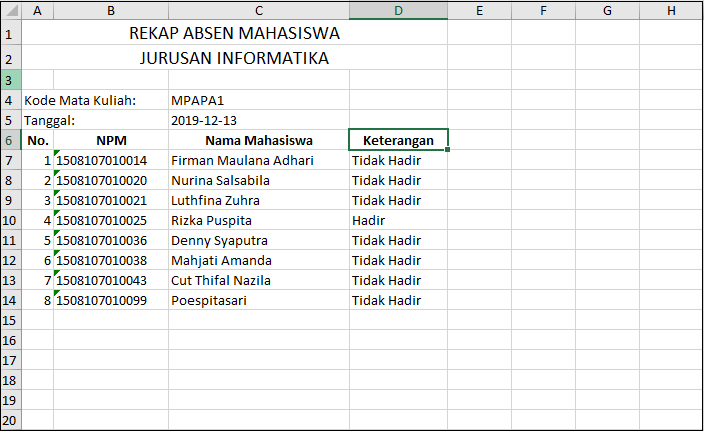 A B C D E F G H
1 REKAP ABSEN MAHASISWA
2 JURUSAN INFORMATIKA
3
4 Kode Mata Kuliah: MPAPA1
5 Tanggal: 2019-12-13
6 No. NPM Nama Mahasiswa Keterangan
7 1 1508107010014 Firman Maulana Adhari Tidak Hadir
8 2 1508107010020 Nurina Salsabila Tidak Hadir
9 3 1508107010021 Luthfina Zuhra Tidak Hadir
10 4 1508107010025 Rizka Puspita Hadir
11 5 1508107010036 Denny Syaputra Tidak Hadir
12 6 1508107010038 Mahjati Amanda Tidak Hadir
13 7 1508107010043 Cut Thifal Nazila Tidak Hadir
14 8 1508107010099 Poespitasari Tidak Hadir
15
16
17
18
19
20